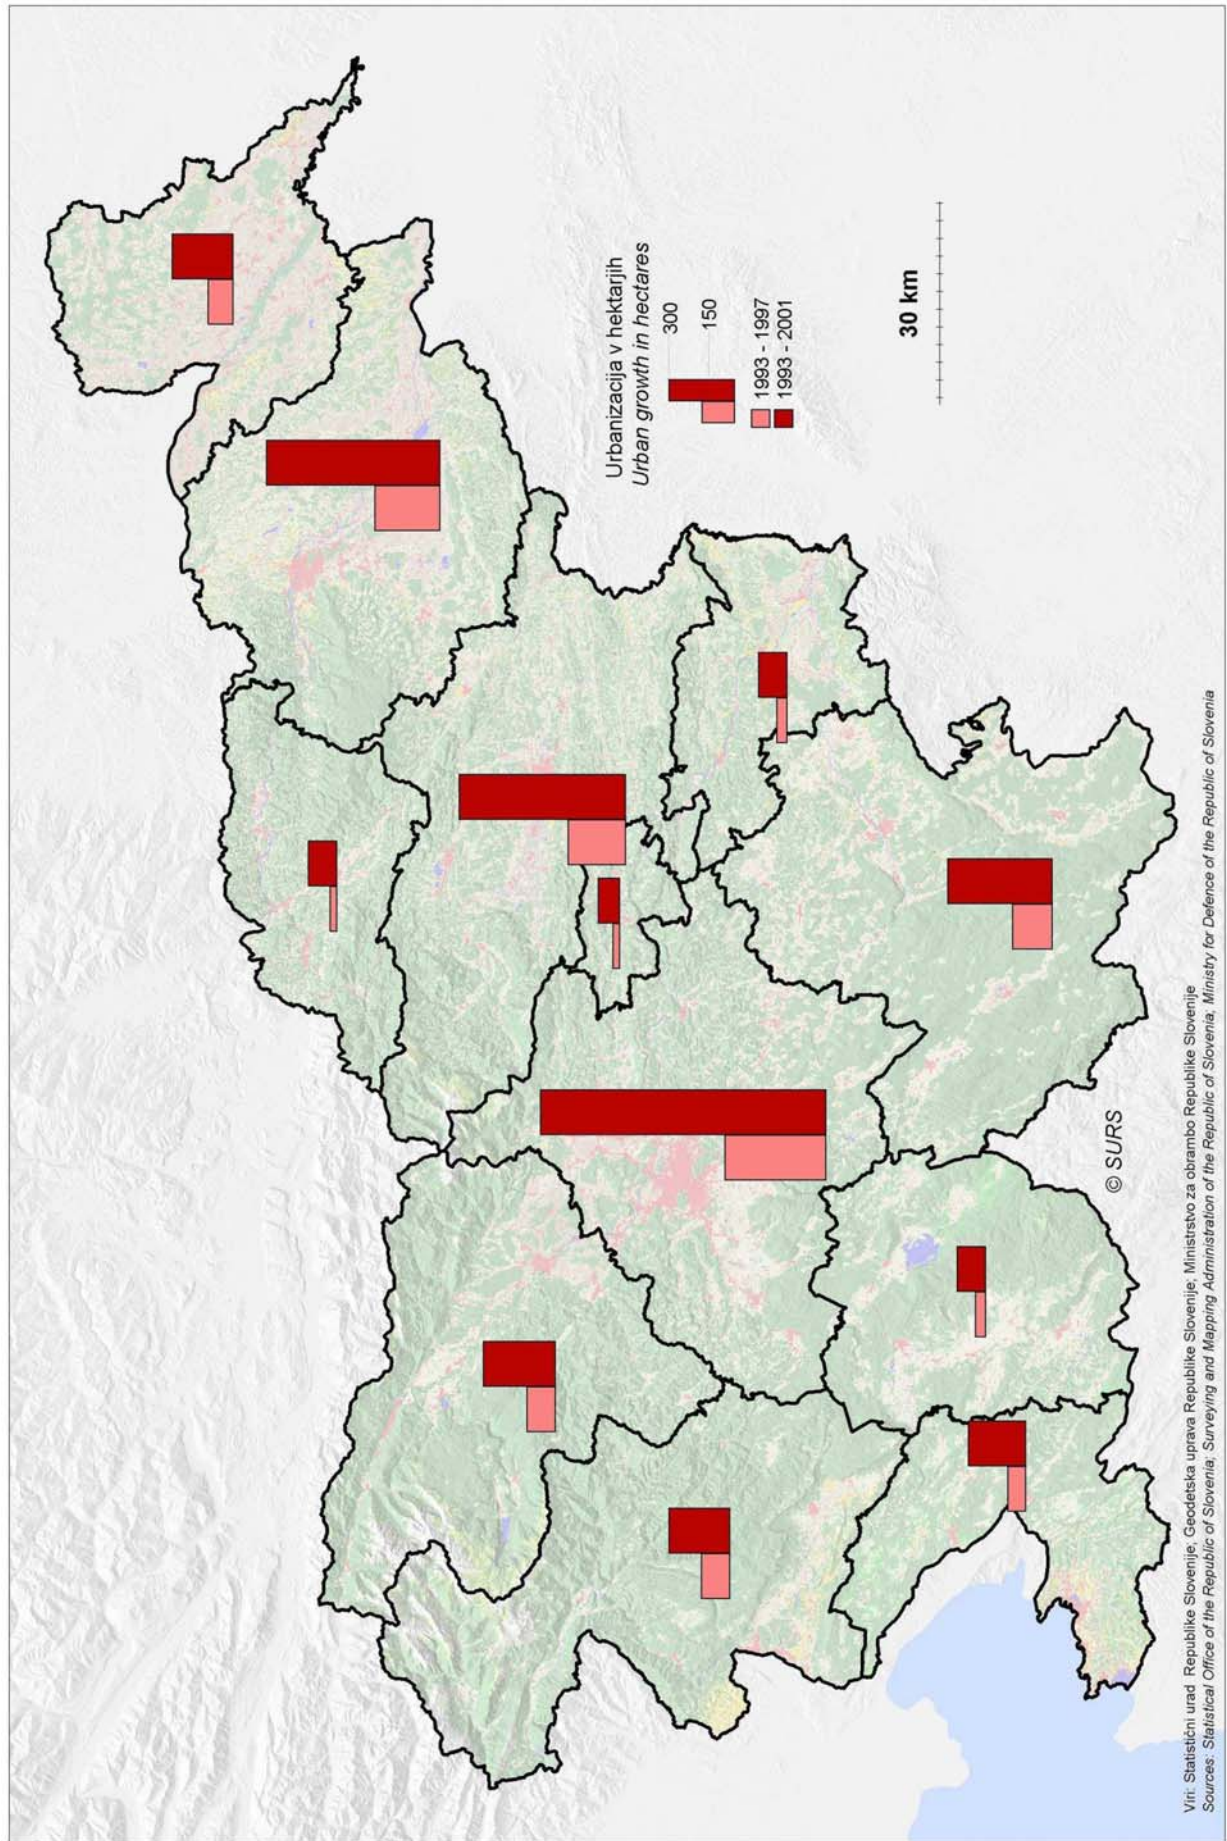 Urbanizacija v hektarjih
Urban growth in hectares
300
150
1993 - 1997
1993 - 2001
30 km
© SURS
Viri: Statistični urad Republike Slovenije, Geodetska uprava Republike Slovenije; Ministrstvo za obrambo Republike Slovenije
Sources: Statistical Office of the Republic of Slovenia; Surveying and Mapping Administration of the Republic of Slovenia; Ministry for Defence of the Republic of Slovenia